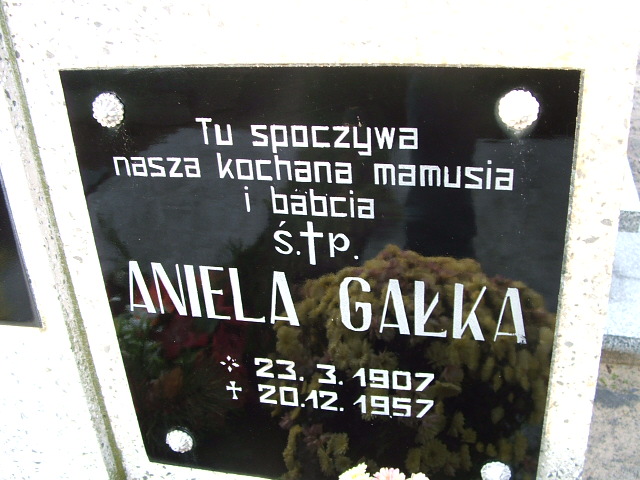 Tu spoczywa
nasza kochana mamusia
i babcia
ś.†p.
ANIELA GAŁKA
23. 3. 1907
✝ 20.12. 1957